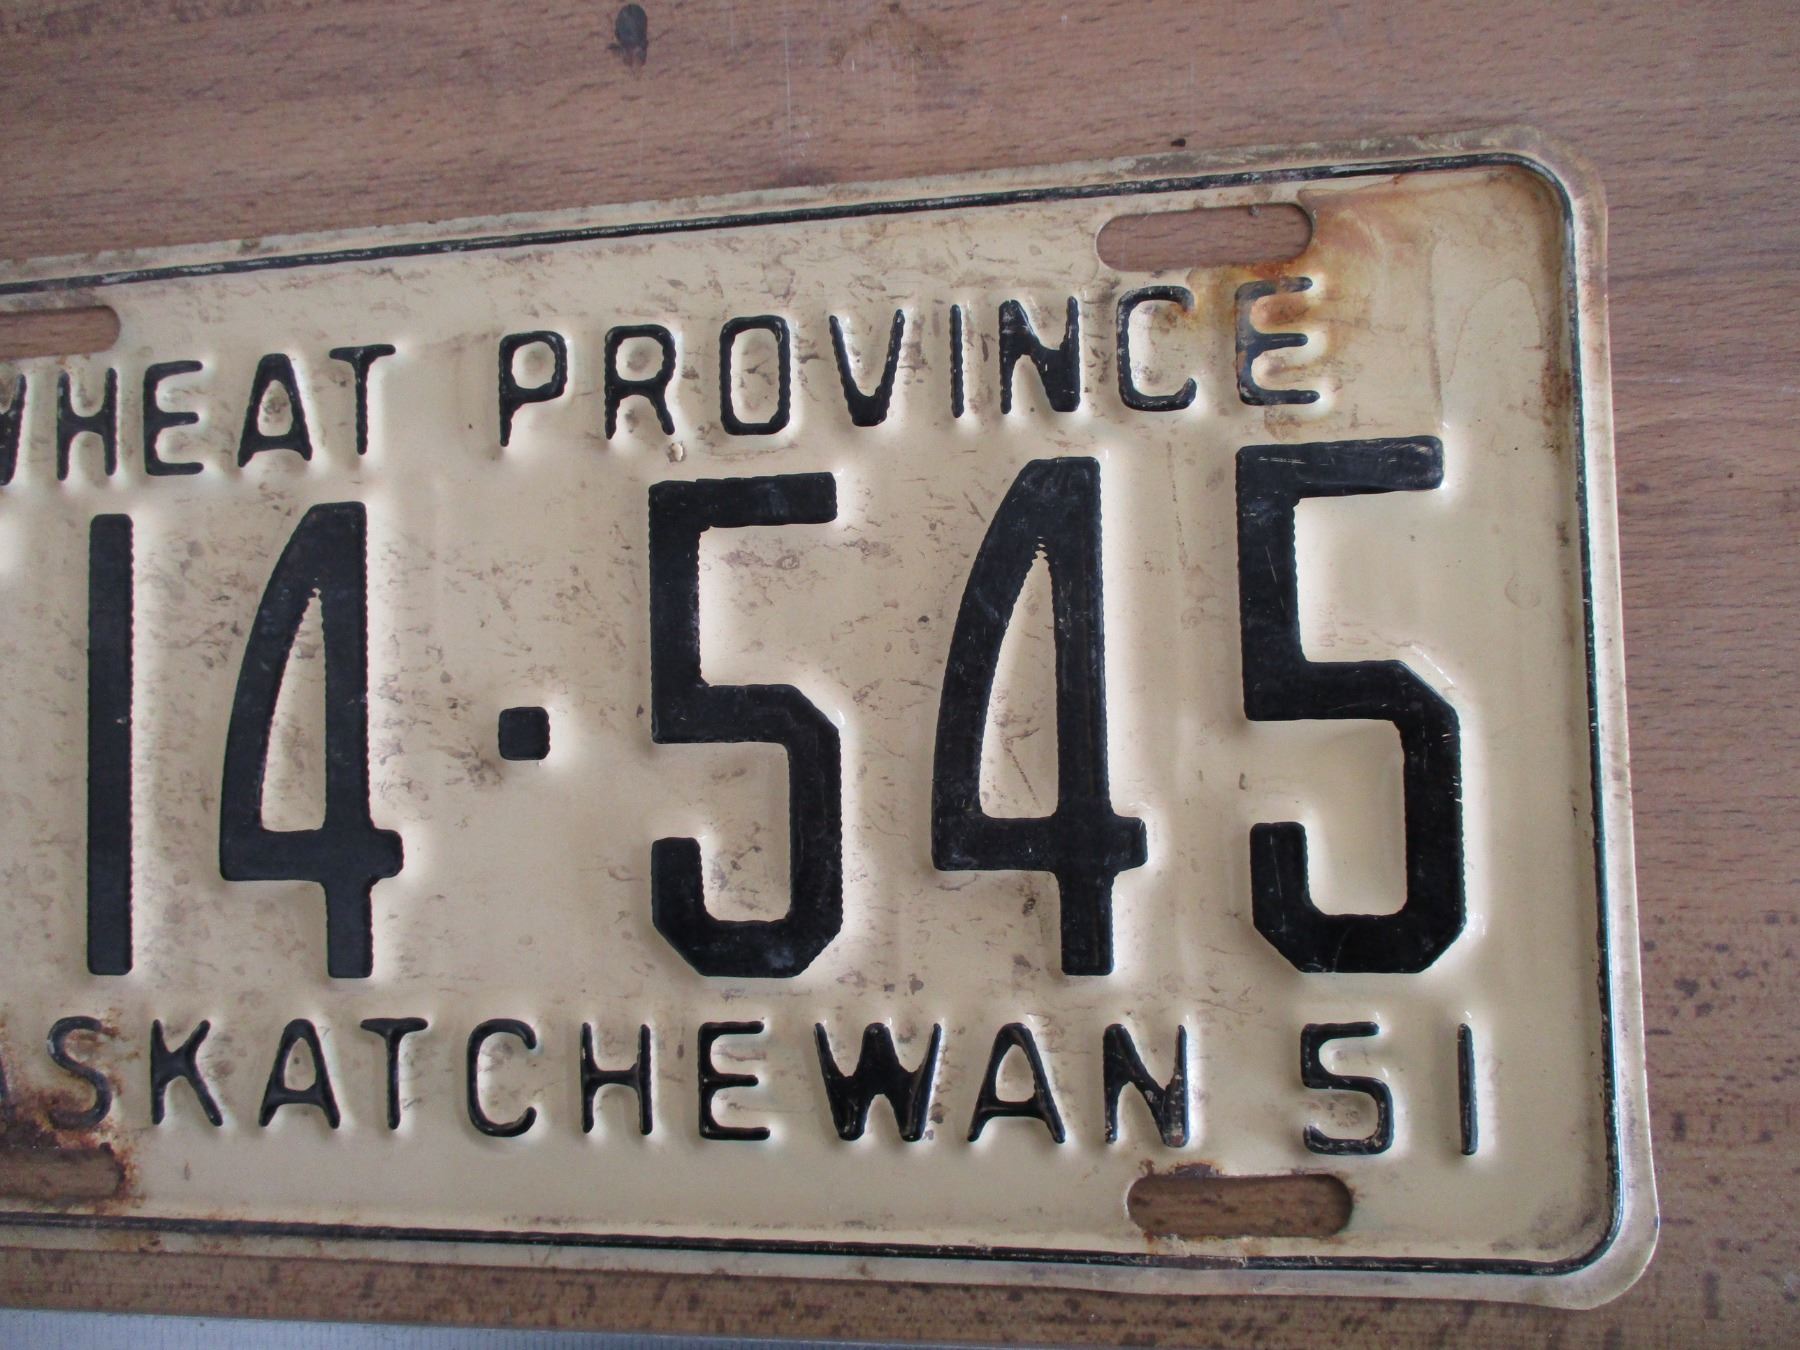 WHEAT PROVINCE
14·545
ASKATCHEWAN 51